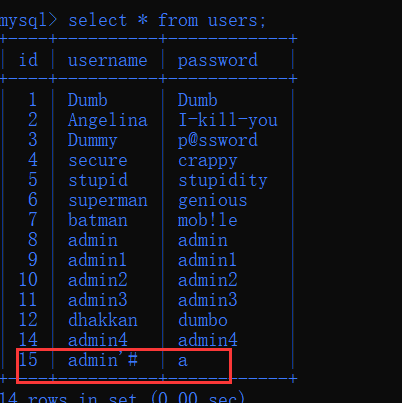 mysql> select * from users;
+----+----------+------------+
| id | username | password   |
+----+----------+------------+
|  1 | Dumb     | Dumb       |
|  2 | Angelina | I-kill-you |
|  3 | Dummy    | p@ssword   |
|  4 | secure   | crappy     |
|  5 | stupid   | stupidity  |
|  6 | superman | genious    |
|  7 | batman   | mob!le     |
|  8 | admin    | admin      |
|  9 | admin1   | admin1     |
| 10 | admin2   | admin2     |
| 11 | admin3   | admin3     |
| 12 | dhakkan  | dumbo      |
| 14 | admin4   | admin4     |
| 15 | admin'#  | a          |
+----+----------+------------+
14 rows in set (0.00 sec)